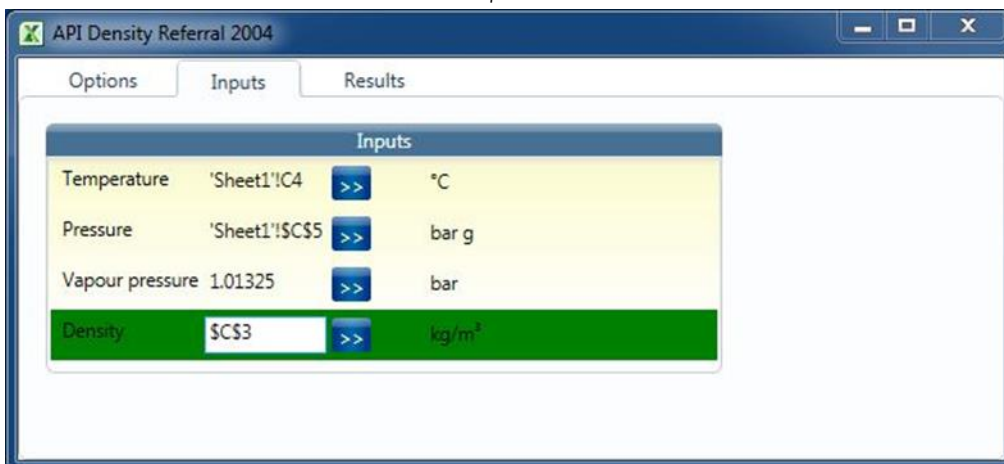 API Density Referral 2004
Options Inputs Results
Inputs
Temperature 'Sheet1'!C4 >> °C
Pressure 'Sheet1'!$C$5 >> bar g
Vapour pressure 1.01325 >> bar
Density $C$3 >> kg/m³